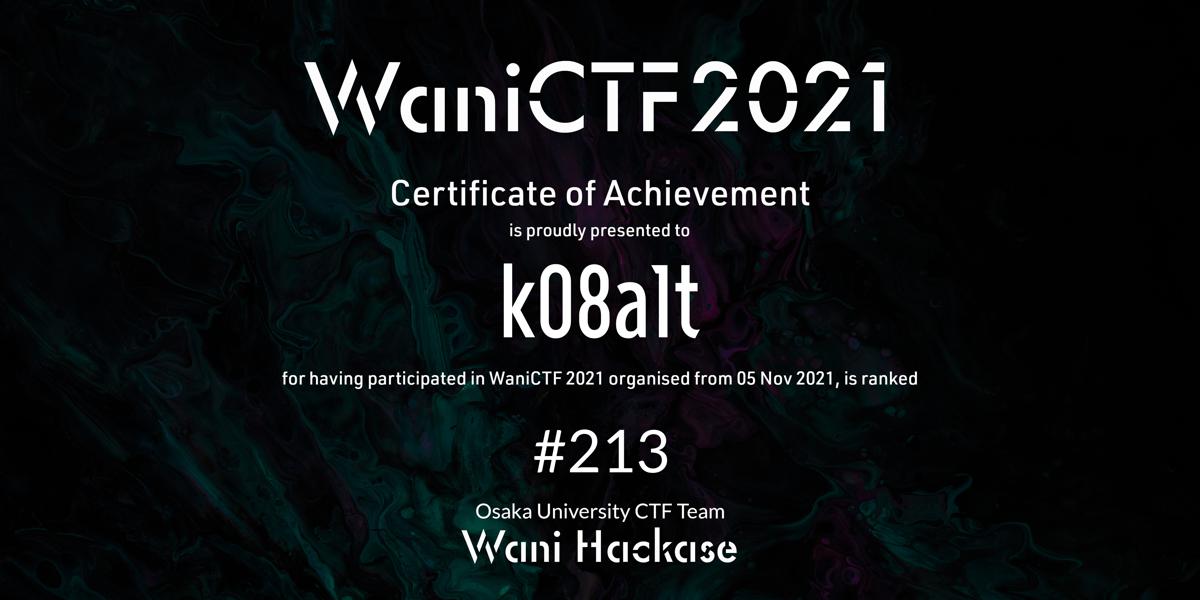 WaniCTF2021
Certificate of Achievement
is proudly presented to
k08a1t
for having participated in WaniCTF 2021 organised from 05 Nov 2021, is ranked
#213
Osaka University CTF Team
Wani Hackase